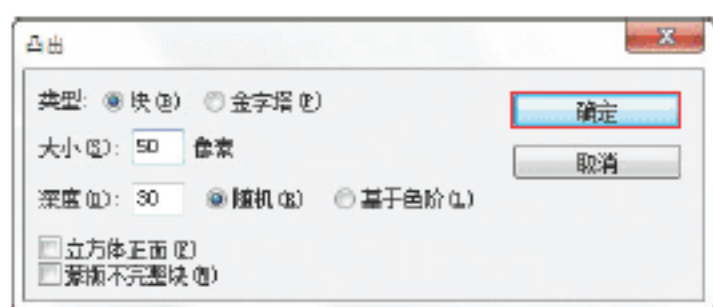 凸出
类型: 块(B) 金字塔(P) 确定
大小(S): 50 像素 取消
深度(D): 30 随机(R) 基于色阶(L)
立方体正面(F)
蒙版不完整块(M)